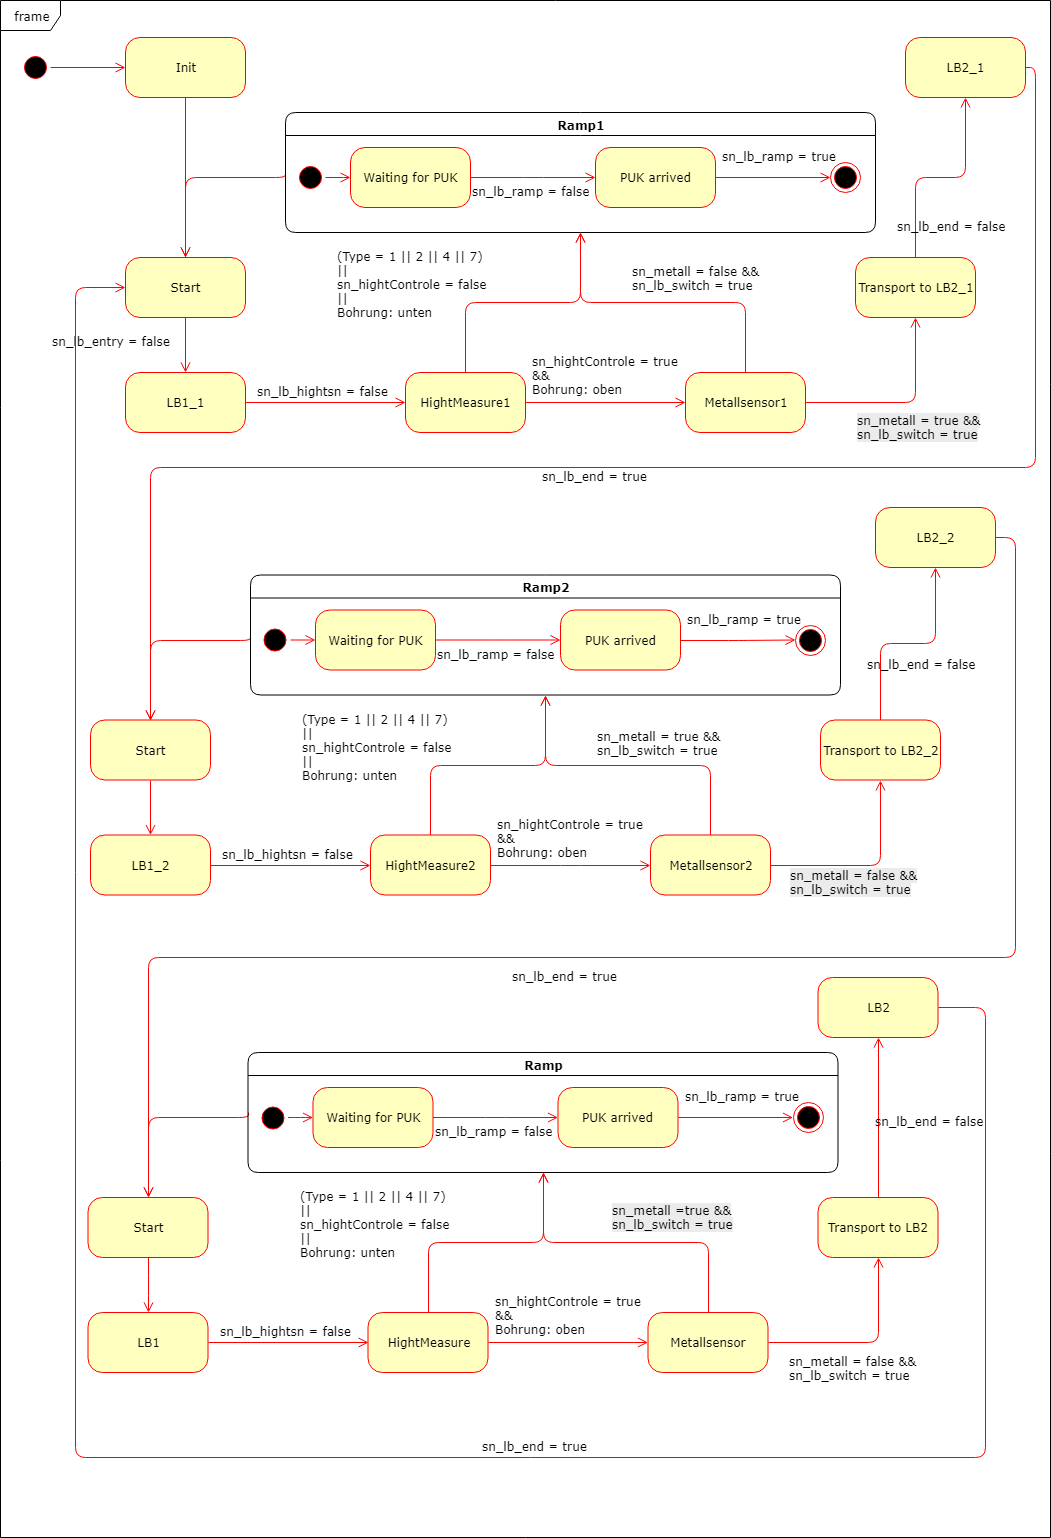 frame
Init
LB2_1
Ramp1
Waiting for PUK
sn_lb_ramp = false
PUK arrived
sn_lb_ramp = true
sn_lb_end = false
(Type = 1 || 2 || 4 || 7)
||
sn_hightControle = false
||
Bohrung: unten
sn_metall = false &&
sn_lb_switch = true
Start
Transport to LB2_1
sn_lb_entry = false
LB1_1
sn_lb_hightsn = false
HightMeasure1
sn_hightControle = true
&&
Bohrung: oben
Metallsensor1
sn_metall = true &&
sn_lb_switch = true
sn_lb_end = true
LB2_2
Ramp2
Waiting for PUK
sn_lb_ramp = false
PUK arrived
sn_lb_ramp = true
sn_lb_end = false
(Type = 1 || 2 || 4 || 7)
||
sn_hightControle = false
||
Bohrung: unten
sn_metall = true &&
sn_lb_switch = true
Start
Transport to LB2_2
LB1_2
sn_lb_hightsn = false
HightMeasure2
sn_hightControle = true
&&
Bohrung: oben
Metallsensor2
sn_metall = false &&
sn_lb_switch = true
sn_lb_end = true
LB2
Ramp
Waiting for PUK
sn_lb_ramp = false
PUK arrived
sn_lb_ramp = true
sn_lb_end = false
(Type = 1 || 2 || 4 || 7)
||
sn_hightControle = false
||
Bohrung: unten
sn_metall =true &&
sn_lb_switch = true
Start
Transport to LB2
LB1
sn_lb_hightsn = false
HightMeasure
sn_hightControle = true
&&
Bohrung: oben
Metallsensor
sn_metall = false &&
sn_lb_switch = true
sn_lb_end = true